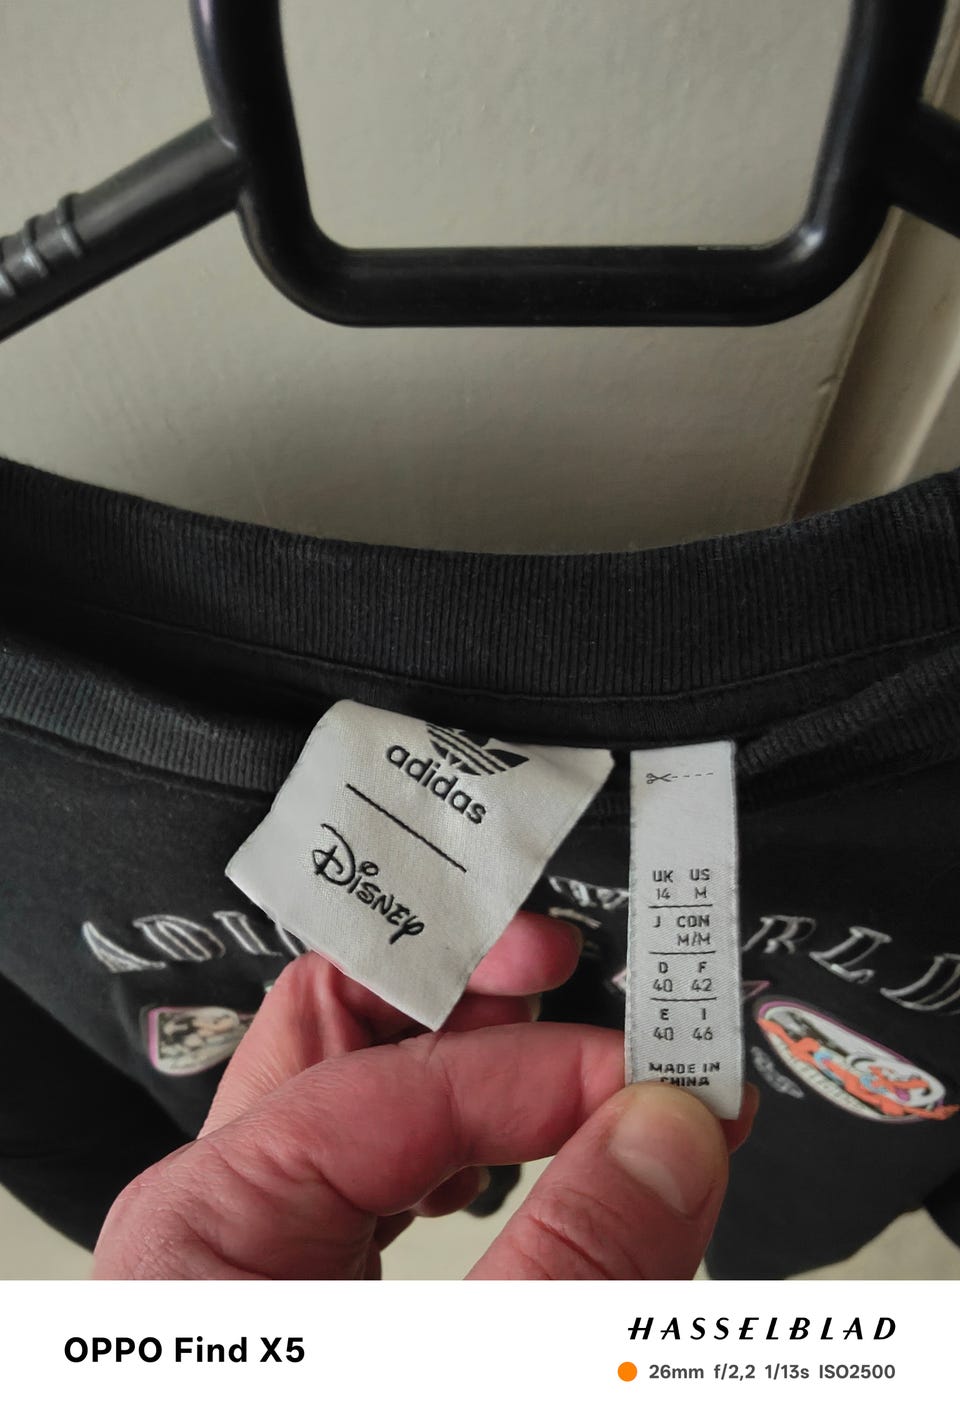 adidas
Disney
UK US
14 M
J CON
M/M
D F
40 42
E I
40 46
MADE IN
CHINA
OPPO Find X5
HASSELBLAD
26mm f/2,2 1/13s ISO2500